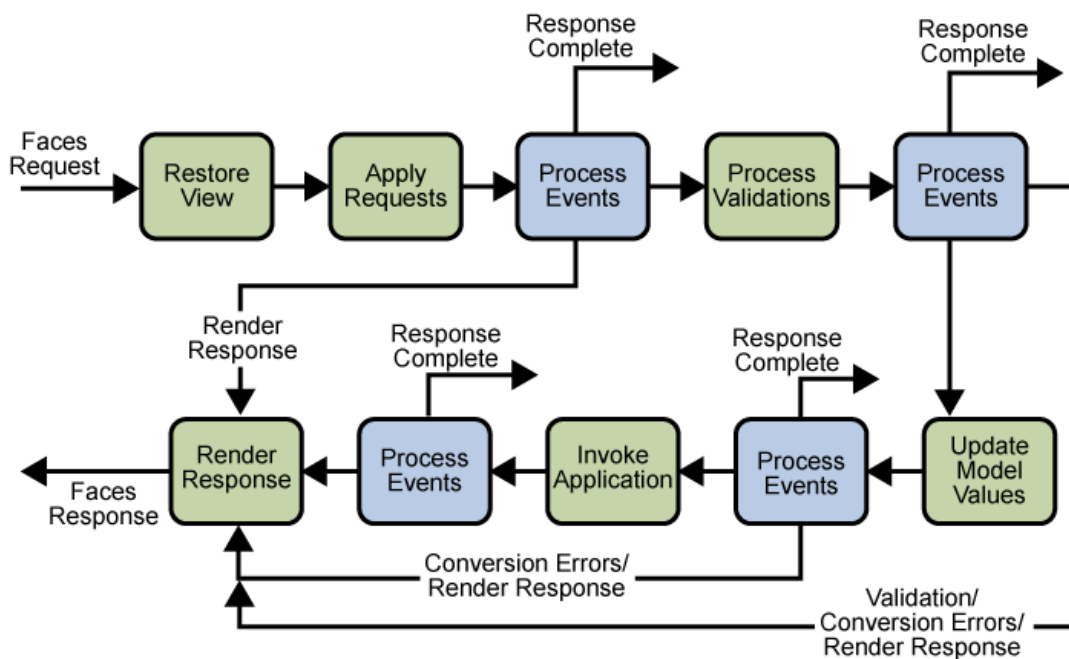 Response
Complete
Response
Complete
Faces
Request
Restore
View
Apply
Requests
Process
Events
Process
Validations
Process
Events
Render
Response
Response
Complete
Response
Complete
Render
Response
Process
Events
Invoke
Application
Process
Events
Update
Model
Values
Faces
Response
Conversion Errors/
Render Response
Validation/
Conversion Errors/
Render Response